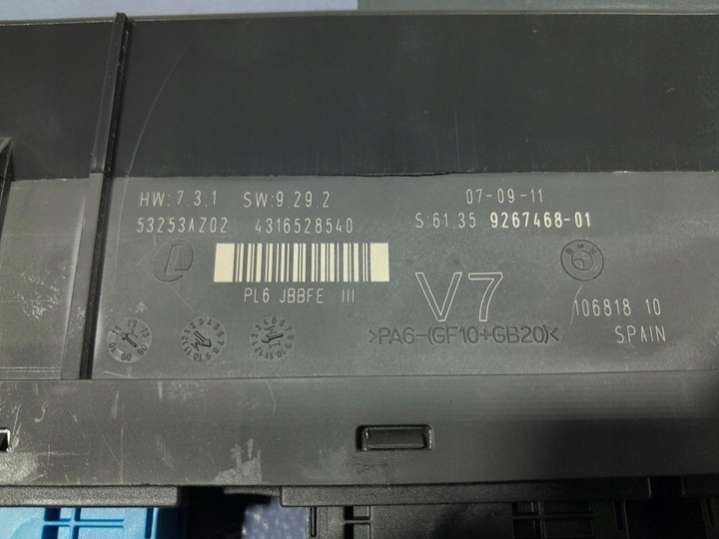 HW:7.3.1 SW:9.29.2 07-09-11
53253AZ02 4316528540 S:61.35 9267468-01
PL6 JBBFE III
V7
106818 10
>PA6-(GF10+GB20)<
SPAIN